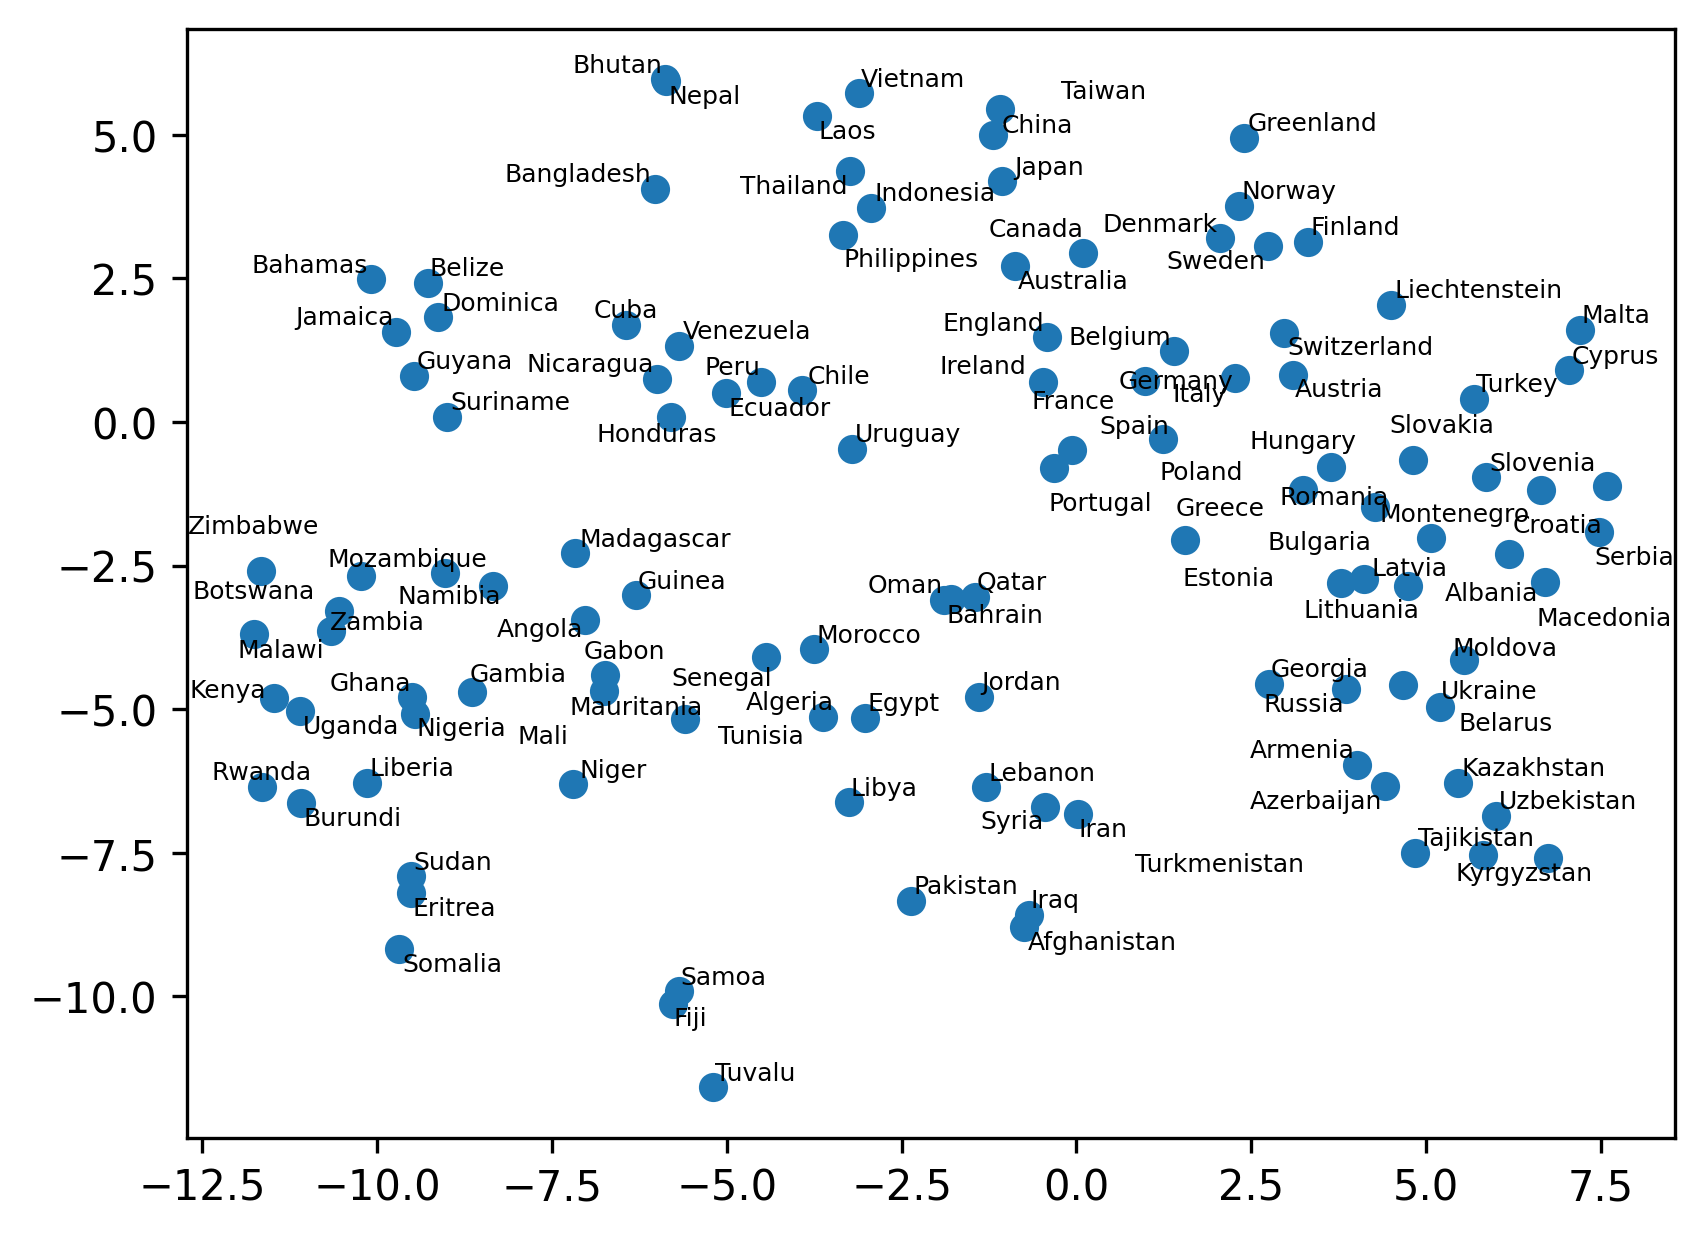 Bhutan
Nepal
Vietnam
Laos
Taiwan
China
Greenland
Bangladesh
Thailand
Indonesia
Japan
Norway
Canada
Denmark
Finland
Philippines
Australia
Sweden
Bahamas
Belize
Liechtenstein
Jamaica
Dominica
Cuba
Venezuela
England
Belgium
Malta
Guyana
Nicaragua
Peru
Chile
Ireland
Germany
Switzerland
Cyprus
Suriname
Ecuador
France
Italy
Austria
Turkey
Honduras
Uruguay
Spain
Hungary
Slovakia
Portugal
Poland
Romania
Slovenia
Zimbabwe
Mozambique
Madagascar
Greece
Montenegro
Croatia
Botswana
Namibia
Guinea
Oman
Qatar
Bulgaria
Latvia
Serbia
Malawi
Zambia
Angola
Bahrain
Estonia
Lithuania
Albania
Macedonia
Gabon
Morocco
Moldova
Kenya
Ghana
Gambia
Senegal
Jordan
Georgia
Ukraine
Uganda
Nigeria
Mauritania
Algeria
Egypt
Russia
Belarus
Mali
Tunisia
Armenia
Rwanda
Liberia
Niger
Libya
Lebanon
Azerbaijan
Kazakhstan
Burundi
Syria
Iran
Uzbekistan
Sudan
Turkmenistan
Tajikistan
Kyrgyzstan
Eritrea
Pakistan
Iraq
Somalia
Afghanistan
Samoa
Fiji
Tuvalu
5.0
2.5
0.0
−2.5
−5.0
−7.5
−10.0
−12.5 −10.0 −7.5 −5.0 −2.5 0.0 2.5 5.0 7.5